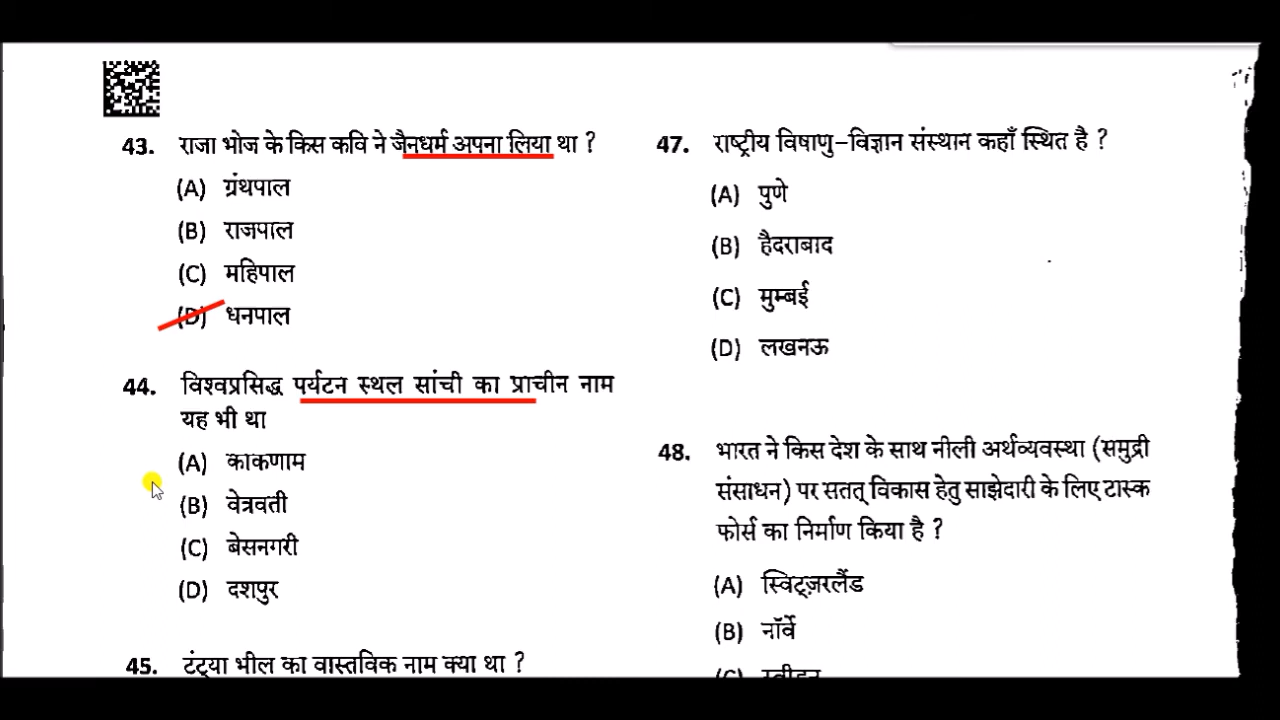 43. राजा भोज के किस कवि ने जैनधर्म अपना लिया था ?
(A) ग्रंथपाल
(B) राजपाल
(C) महिपाल
(D) धनपाल
44. विश्वप्रसिद्ध पर्यटन स्थल सांची का प्राचीन नाम
यह भी था
(A) काकणाम
(B) वेत्रवती
(C) बेसनगरी
(D) दशपुर
45. टंट्या भील का वास्तविक नाम क्या था ?
47. राष्ट्रीय विषाणु-विज्ञान संस्थान कहाँ स्थित है ?
(A) पुणे
(B) हैदराबाद
(C) मुम्बई
(D) लखनऊ
48. भारत ने किस देश के साथ नीली अर्थव्यवस्था (समुद्री
संसाधन) पर सतत् विकास हेतु साझेदारी के लिए टास्क
फोर्स का निर्माण किया है ?
(A) स्विट्ज़रलैंड
(B) नॉर्वे
(C) स्वीडन